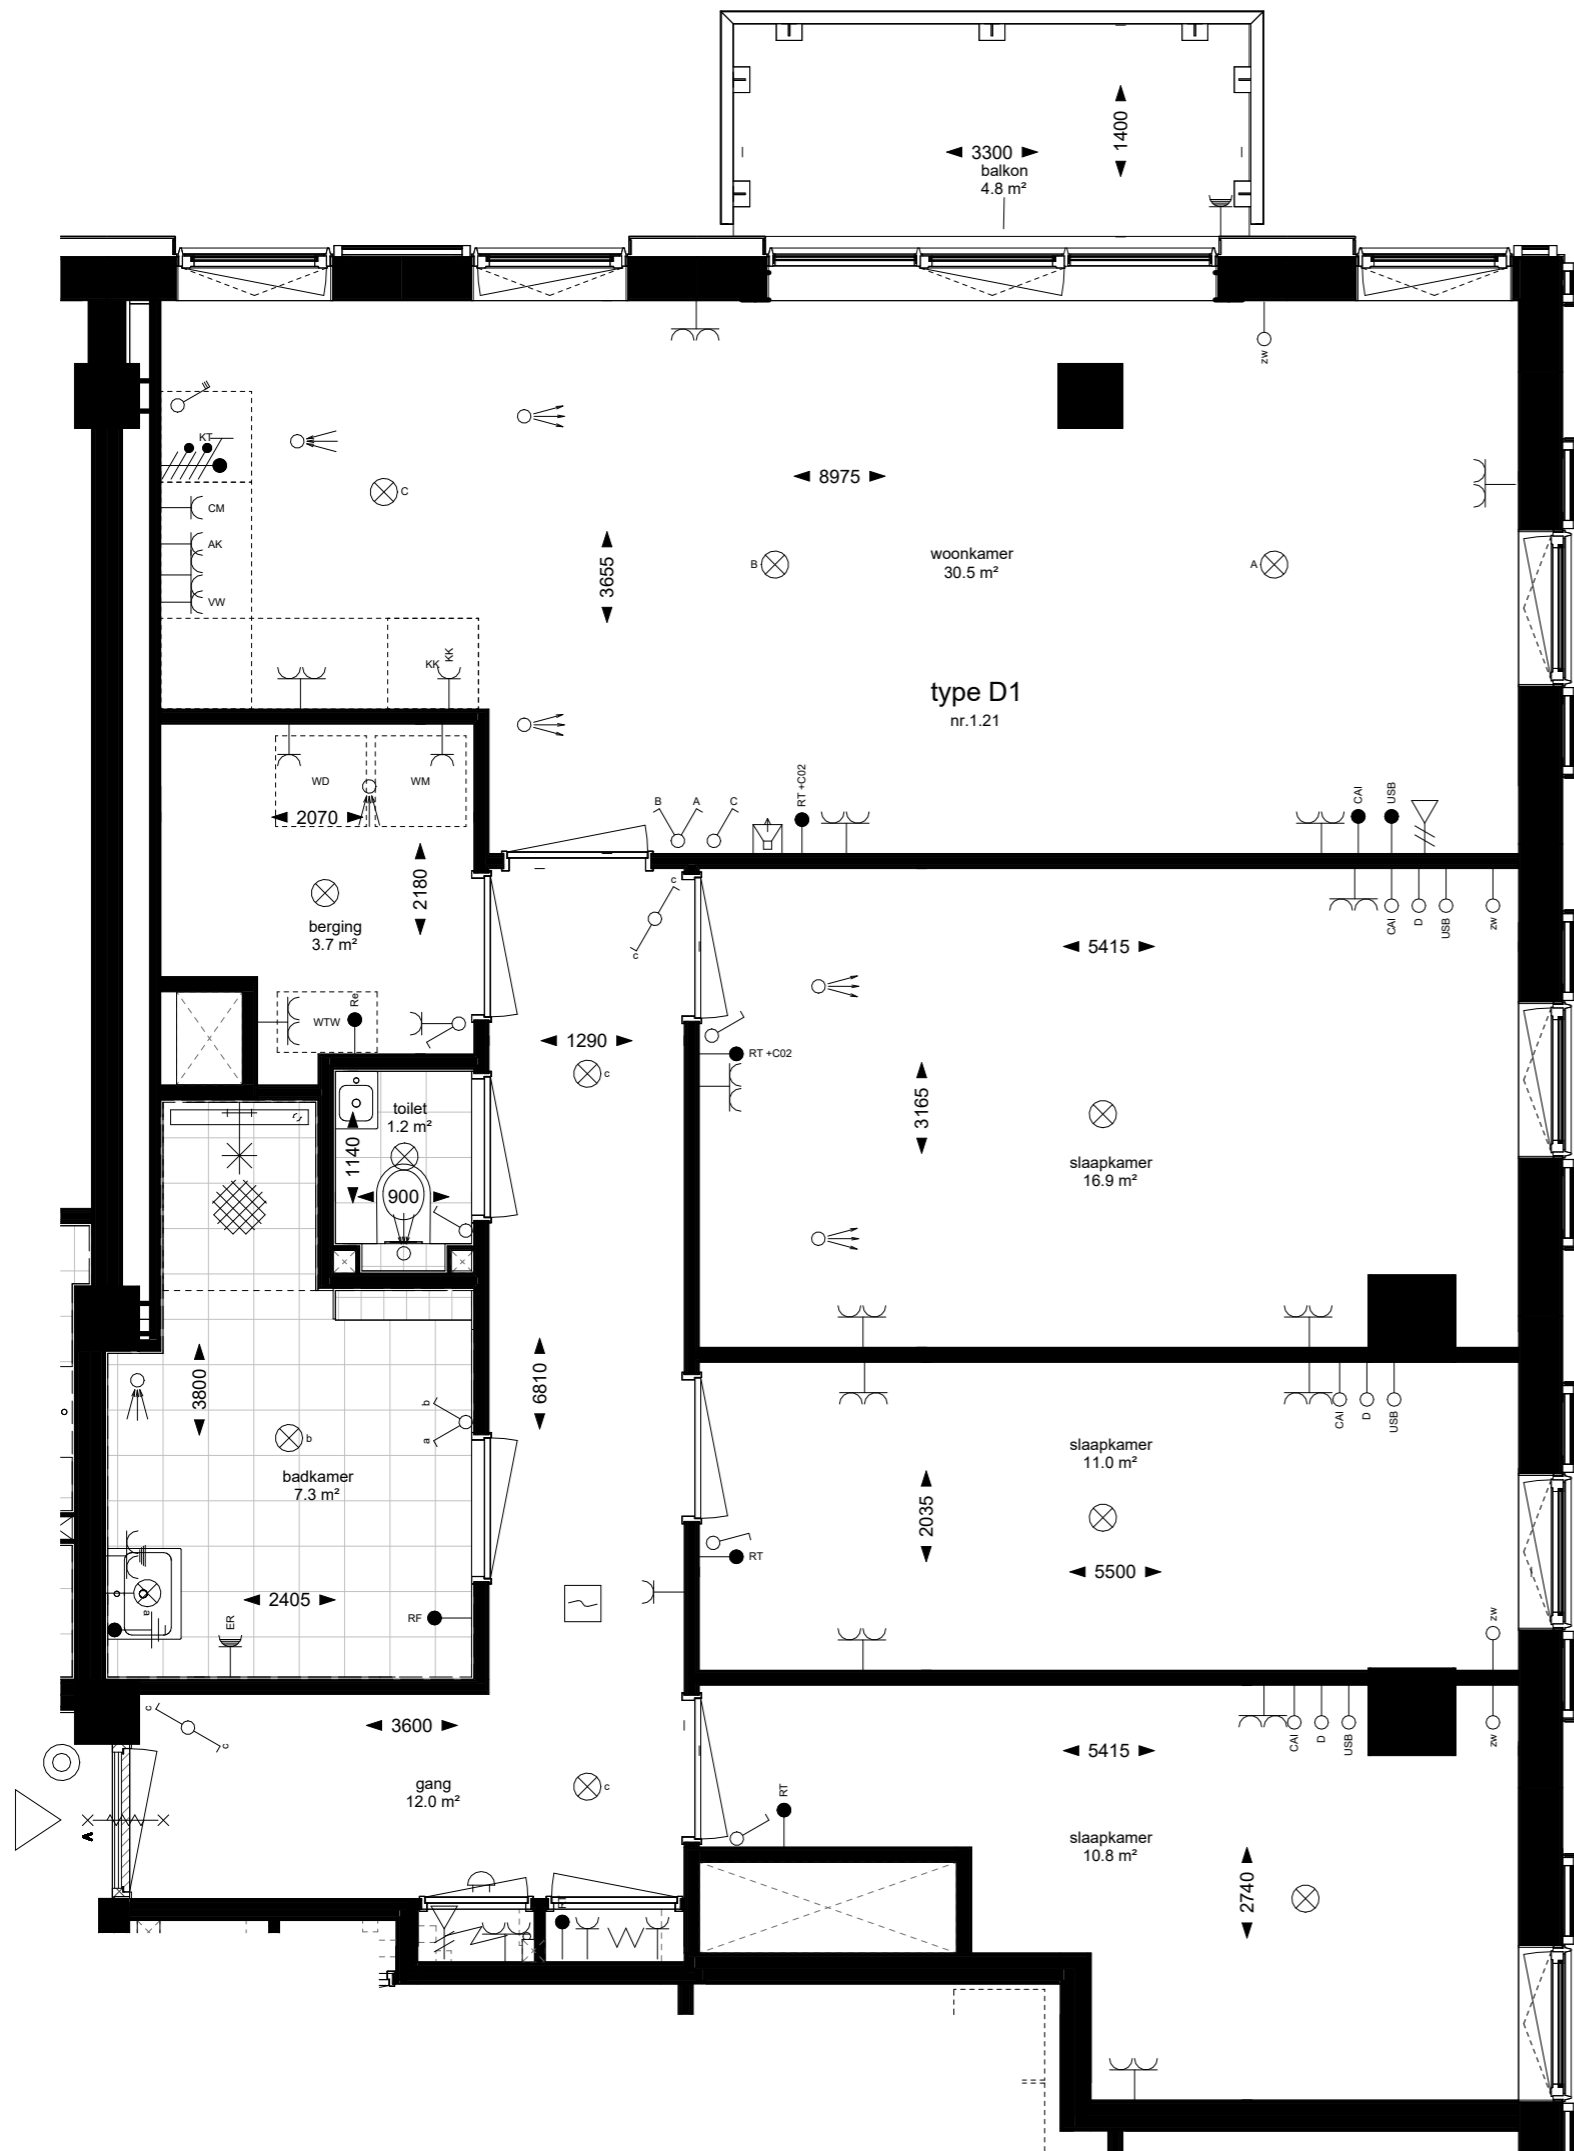 1400
3300
balkon
4.8 m²
zw
KT
C
8975
CM
AK
VW
3655
B
woonkamer
30.5 m²
A
KK
KK
type D1
nr.1.21
WD
WM
2070
B
A
C
RT +C02
CAI
USB
2180
berging
3.7 m²
c
c
CAI
D
USB
zw
5415
WTW
Re
1290
c
RT +C02
toilet
1.2 m²
1140
900
3165
slaapkamer
16.9 m²
3800
6810
b
a
b
badkamer
7.3 m²
CAI
D
USB
slaapkamer
11.0 m²
2035
RT
5500
a
2405
ER
RF
zw
c
c
3600
CAI
D
USB
zw
5415
gang
12.0 m²
c
RT
A
slaapkamer
10.8 m²
2740
RT